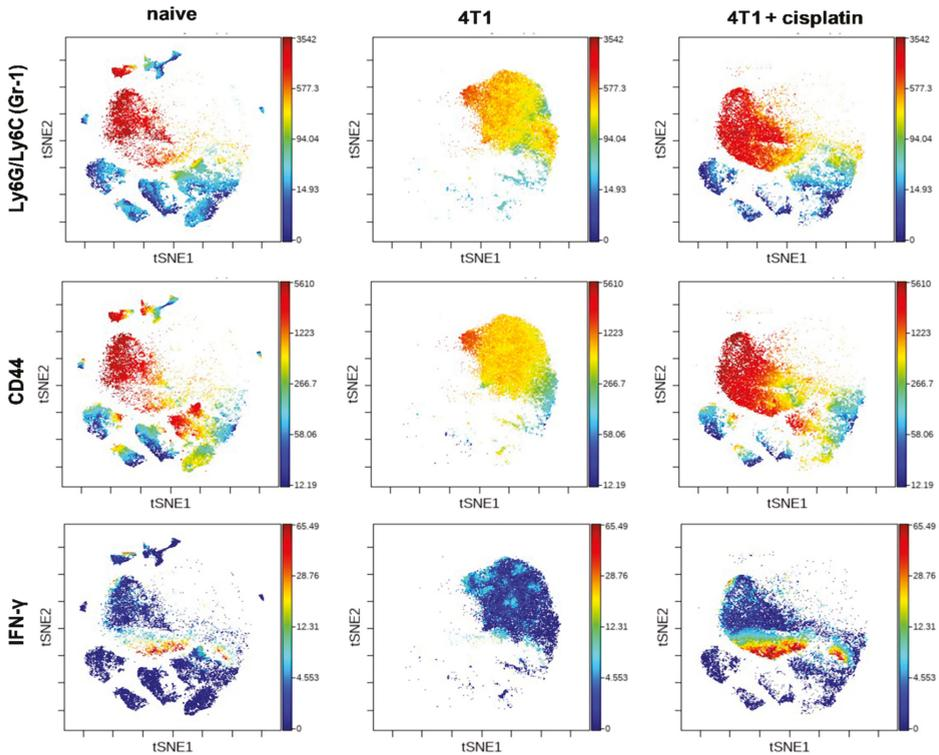 naive
4T1
4T1 + cisplatin
Ly6G/Ly6C (Gr-1)
tSNE2
3542
577.3
94.04
14.93
0
tSNE1
tSNE2
3542
577.3
94.04
14.93
0
tSNE1
tSNE2
3542
577.3
94.04
14.93
0
tSNE1
CD44
tSNE2
5610
1223
266.7
58.06
12.19
tSNE1
tSNE2
5610
1223
266.7
58.06
12.19
tSNE1
tSNE2
5610
1223
266.7
58.06
12.19
tSNE1
IFN-γ
tSNE2
65.49
28.76
12.31
4.553
0
tSNE1
tSNE2
65.49
28.76
12.31
4.553
0
tSNE1
tSNE2
65.49
28.76
12.31
4.553
0
tSNE1